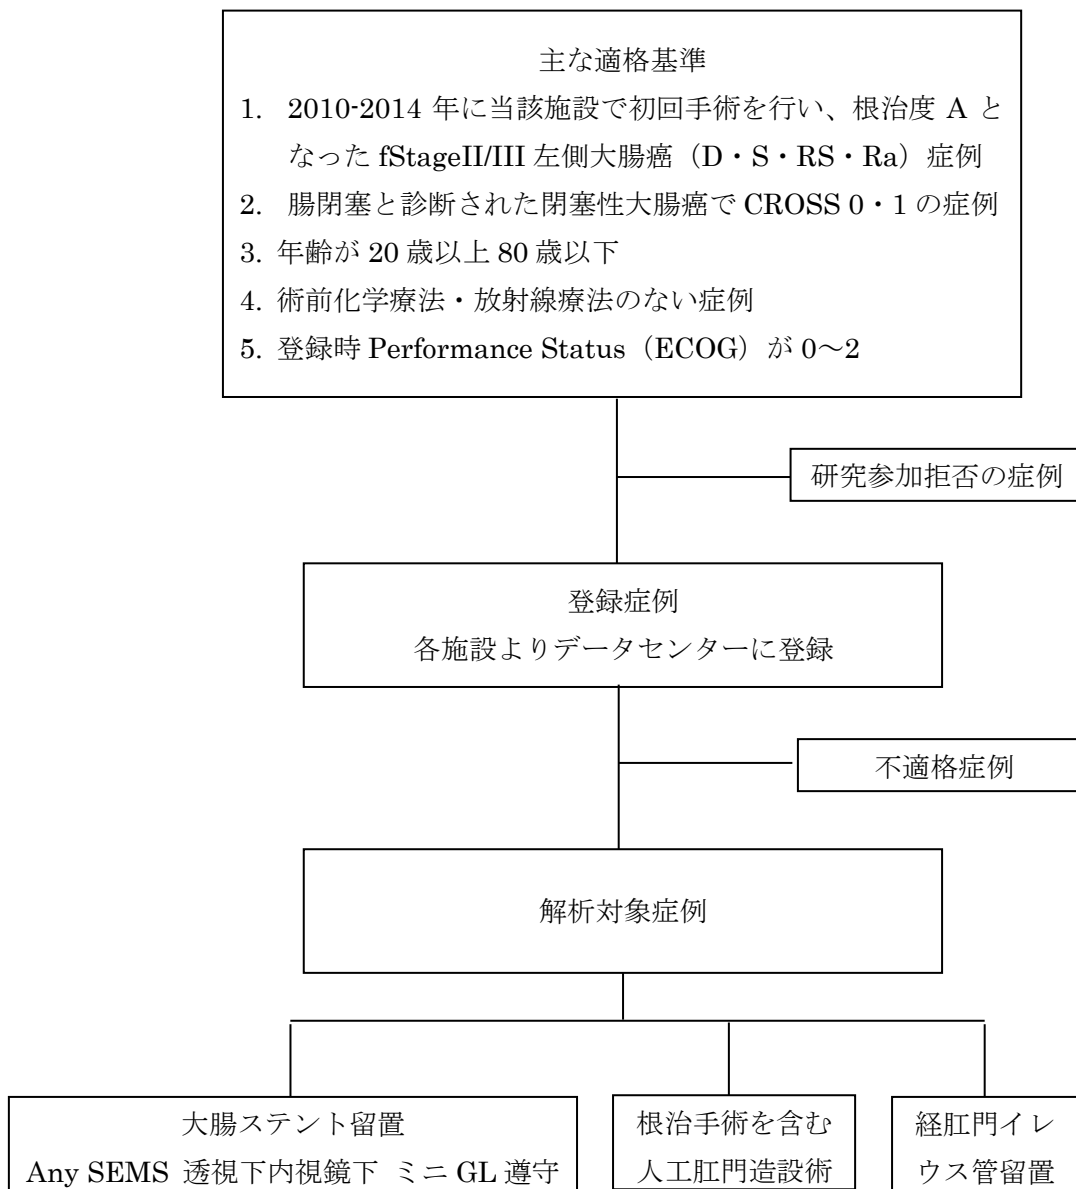 主な適格基準
1. 2010-2014 年に当該施設で初回手術を行い、根治度 A と
なった fStageII/III 左側大腸癌（D・S・RS・Ra）症例
2. 腸閉塞と診断された閉塞性大腸癌で CROSS 0・1 の症例
3. 年齢が 20 歳以上 80 歳以下
4. 術前化学療法・放射線療法のない症例
5. 登録時 Performance Status（ECOG）が 0～2
研究参加拒否の症例
登録症例
各施設よりデータセンターに登録
不適格症例
解析対象症例
大腸ステント留置
Any SEMS 透視下内視鏡下 ミニ GL 遵守
根治手術を含む
人工肛門造設術
経肛門イレ
ウス管留置